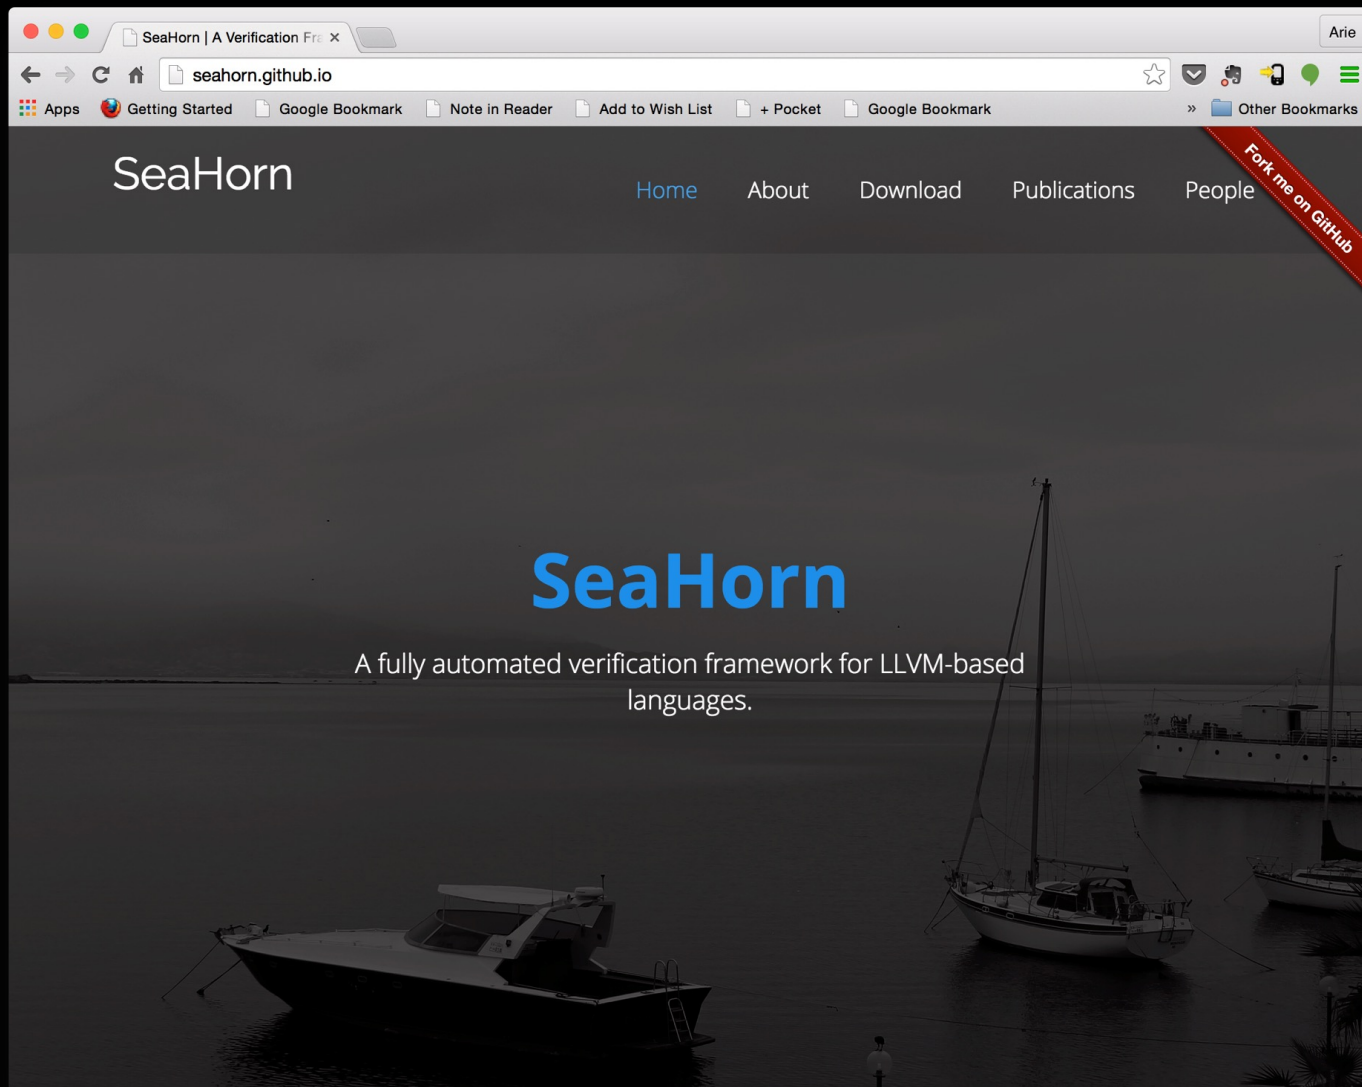 SeaHorn | A Verification Fra
Arie
seahorn.github.io
Apps Getting Started Google Bookmark Note in Reader Add to Wish List + Pocket Google Bookmark » Other Bookmarks
SeaHorn
Home About Download Publications People
Fork me on GitHub
SeaHorn
A fully automated verification framework for LLVM-based
languages.